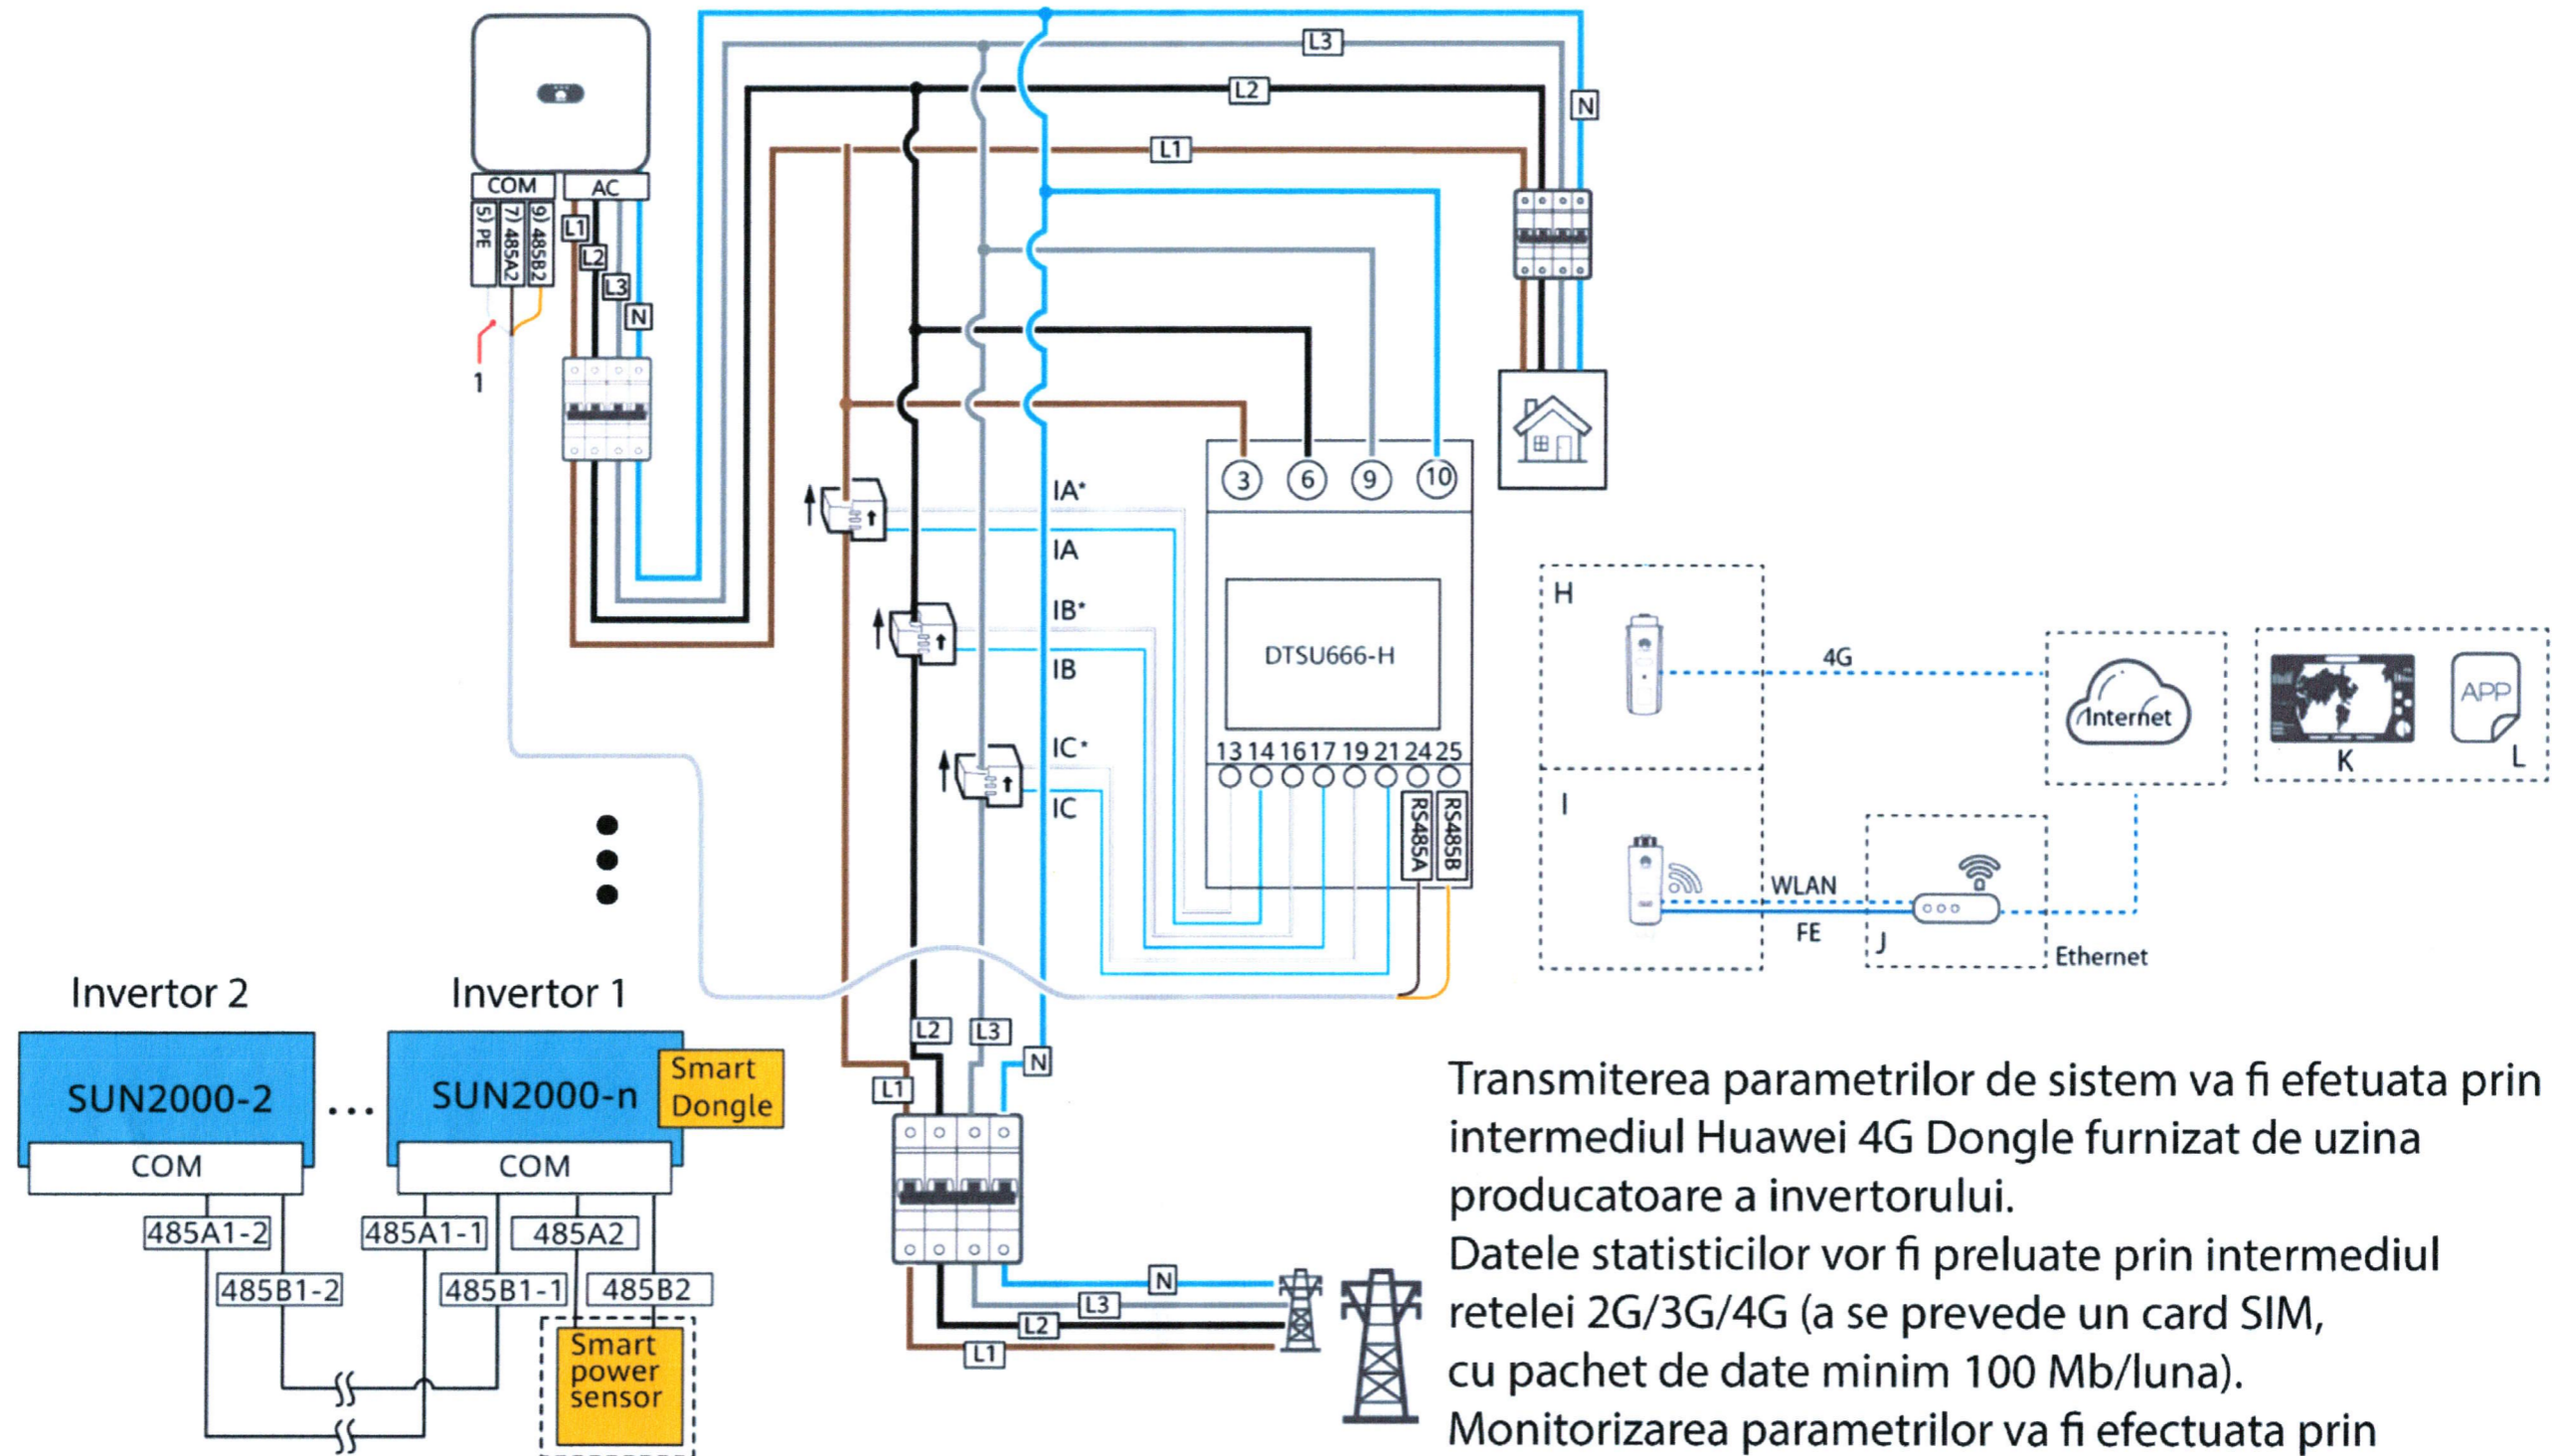 L3
L2
N
L1
COM
AC
5) PE
7) 485A2
9) 485B2
L1
L2
L3
N
1
3
6
9
10
IA*
IA
IB*
IB
IC*
IC
DTSU666-H
13 14 16 17 19 21 24 25
RS485A
RS485B
H
4G
Internet
APP
K
L
I
WLAN
FE
J
Ethernet
Invertor 2
Invertor 1
SUN2000-2
...
SUN2000-n
Smart
Dongle
COM
COM
485A1-2
485A1-1
485A2
485B1-2
485B1-1
485B2
Smart
power
sensor
L2
L3
N
L1
N
L3
L2
L1
Transmiterea parametrilor de sistem va fi efetuata prin
intermediul Huawei 4G Dongle furnizat de uzina
producatoare a invertorului.
Datele statisticilor vor fi preluate prin intermediul
retelei 2G/3G/4G (a se prevede un card SIM,
cu pachet de date minim 100 Mb/luna).
Monitorizarea parametrilor va fi efectuata prin